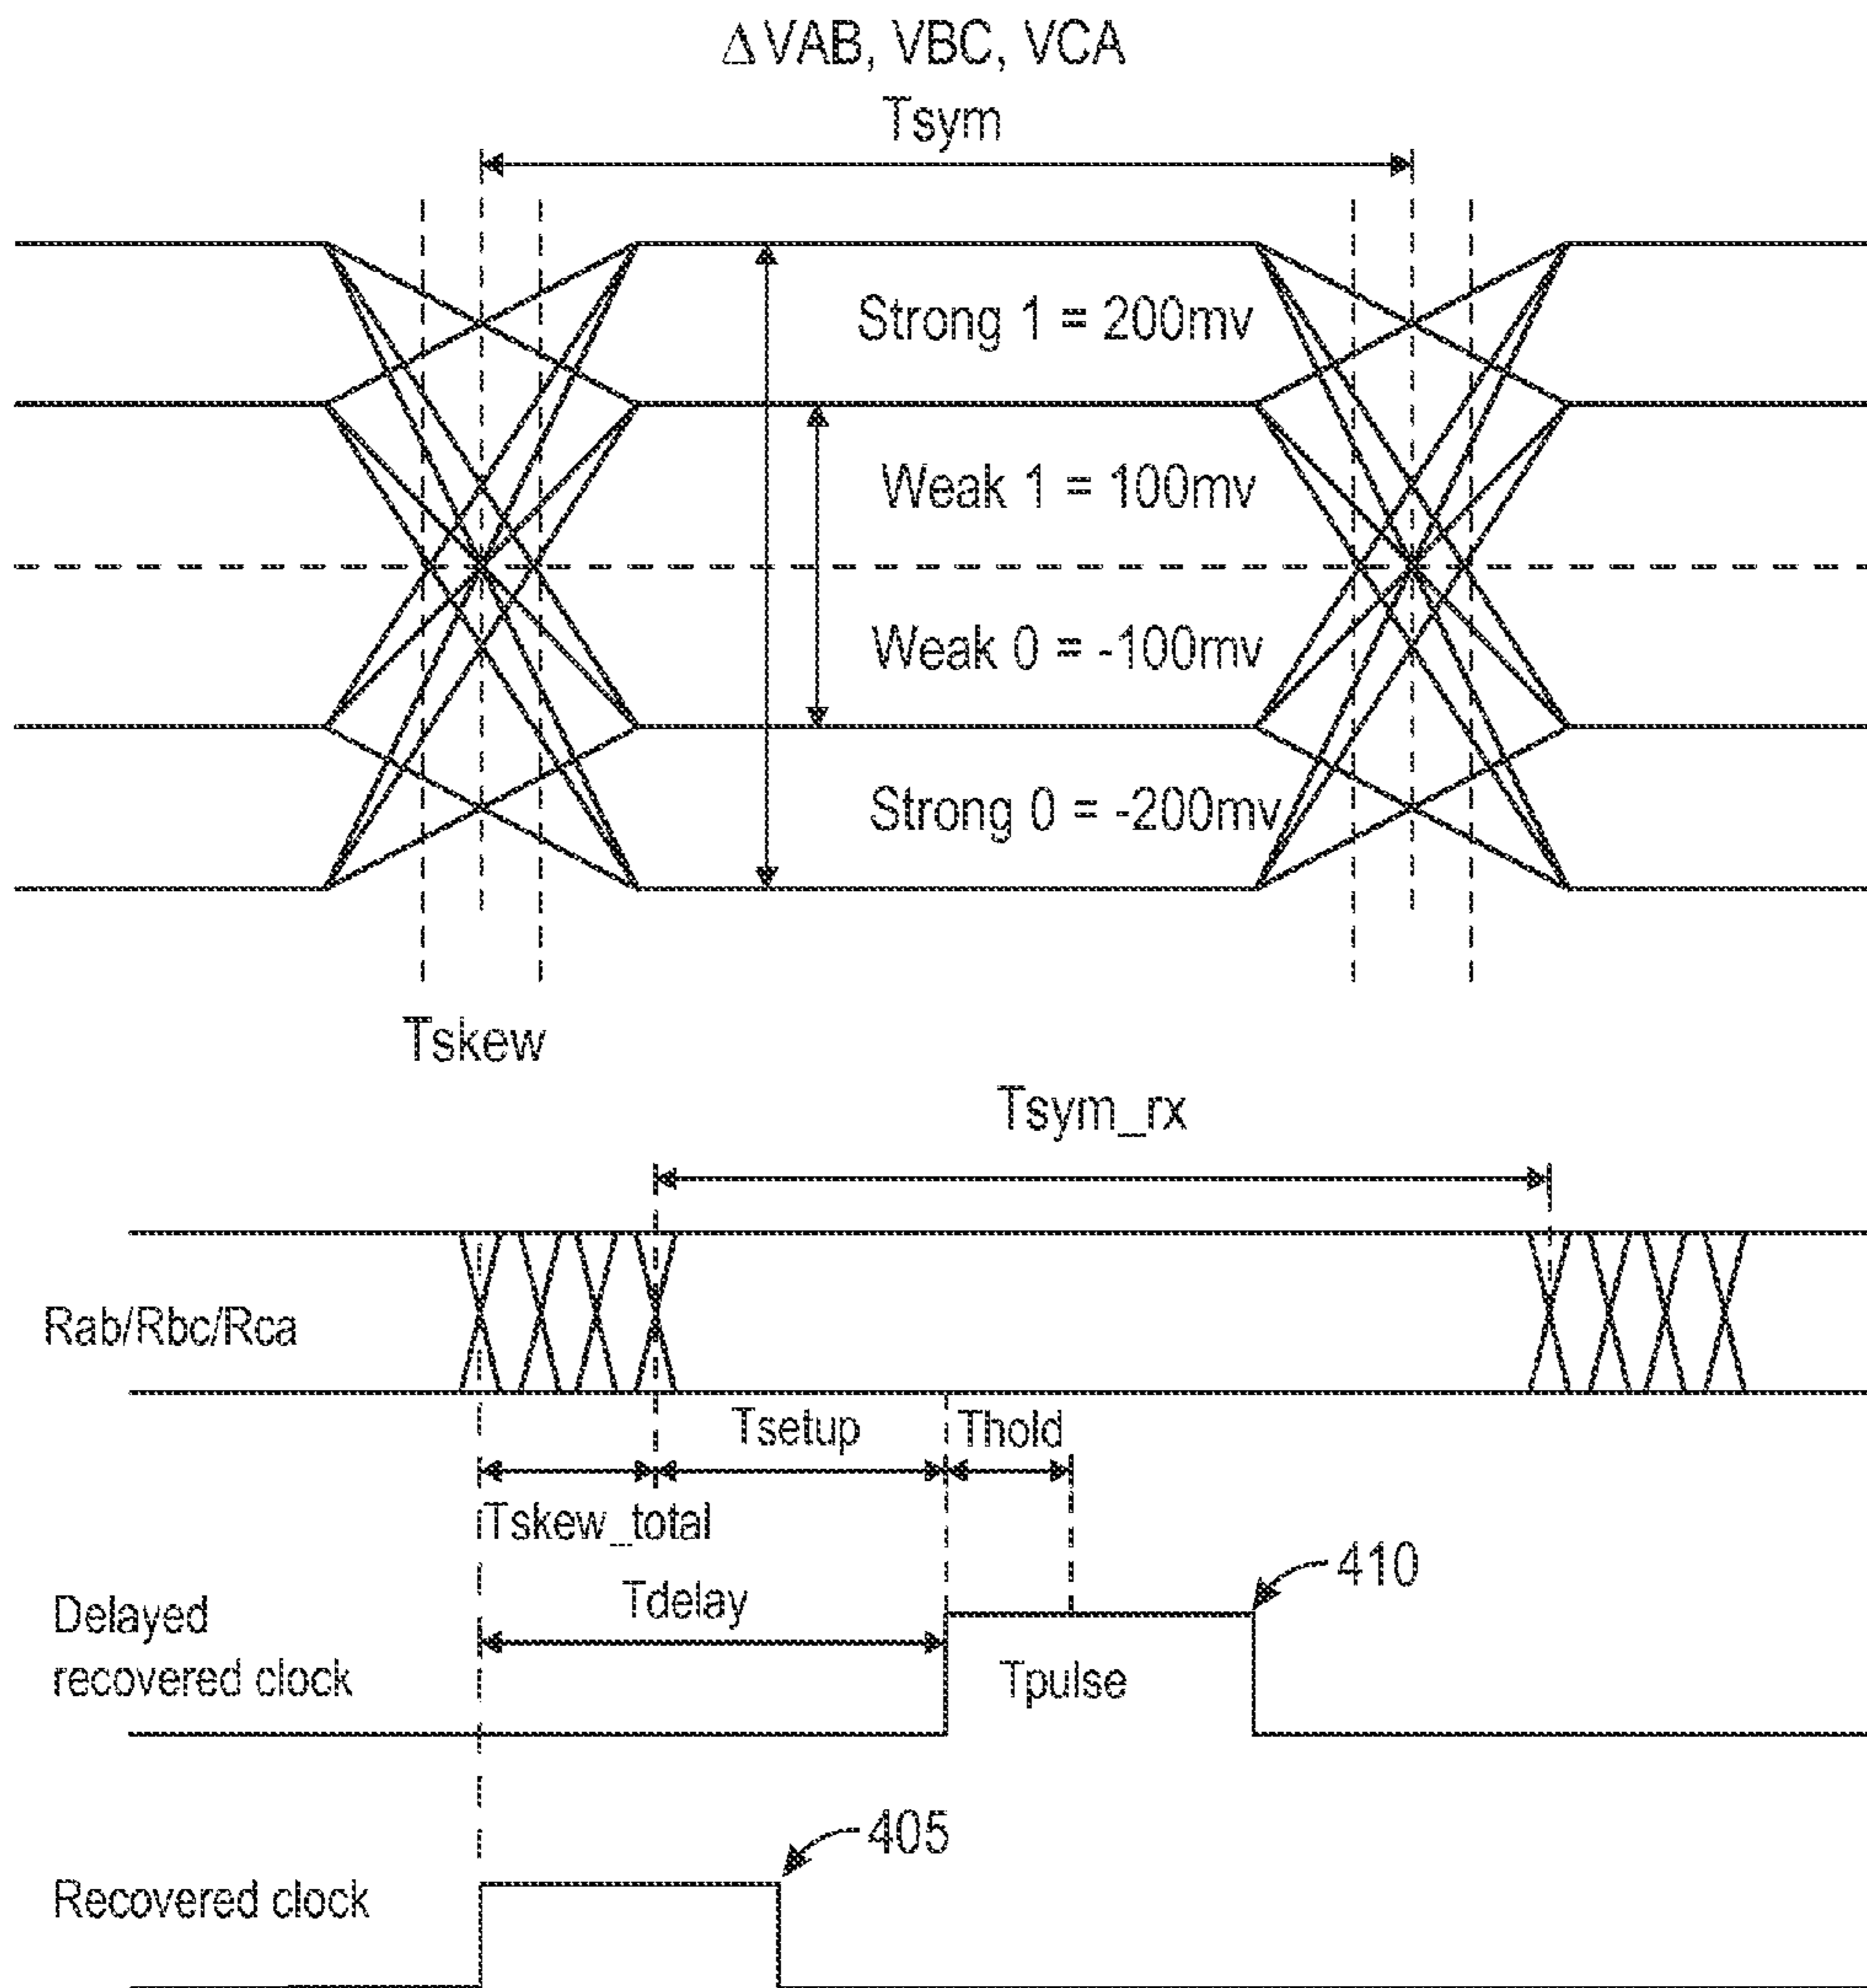 ΔVAB, VBC, VCA
Tsym
Strong 1 = 200mv
Weak 1 = 100mv
Weak 0 = -100mv
Strong 0 = -200mv
Tskew
Tsym_rx
Rab/Rbc/Rca
Tsetup
Thold
Tskew_total
410
Delayed
recovered clock
Tdelay
Tpulse
405
Recovered clock